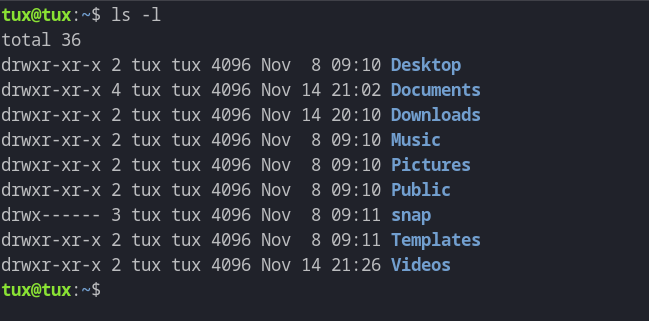 tux@tux:~$ ls -l
total 36
drwxr-xr-x 2 tux tux 4096 Nov  8 09:10 Desktop
drwxr-xr-x 4 tux tux 4096 Nov 14 21:02 Documents
drwxr-xr-x 2 tux tux 4096 Nov 14 20:10 Downloads
drwxr-xr-x 2 tux tux 4096 Nov  8 09:10 Music
drwxr-xr-x 2 tux tux 4096 Nov  8 09:10 Pictures
drwxr-xr-x 2 tux tux 4096 Nov  8 09:10 Public
drwx------ 3 tux tux 4096 Nov  8 09:11 snap
drwxr-xr-x 2 tux tux 4096 Nov  8 09:11 Templates
drwxr-xr-x 2 tux tux 4096 Nov 14 21:26 Videos
tux@tux:~$